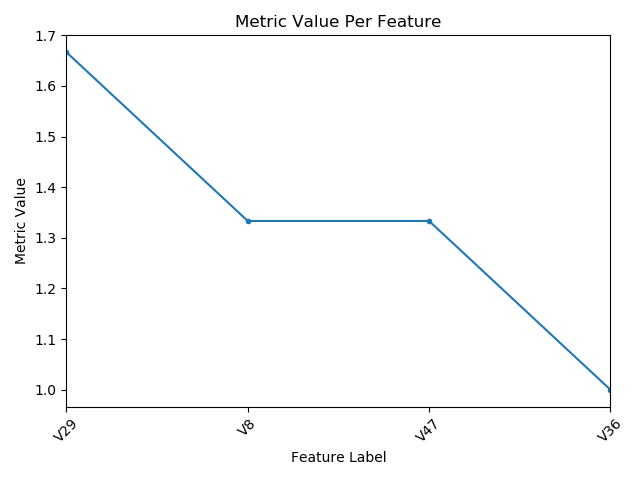 Metric Value Per Feature
1.7
1.6
1.5
1.4
1.3
1.2
1.1
1.0
Metric Value
V29
V8
V47
V36
Feature Label